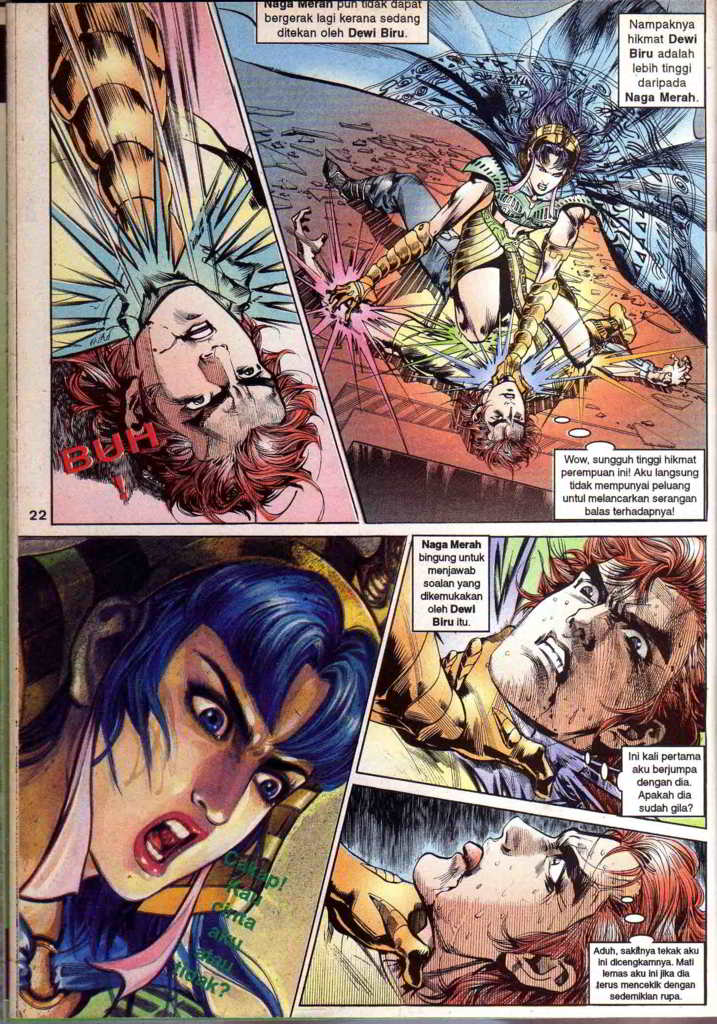 Naga Merah pun tidak dapat
bergerak lagi kerana sedang
ditekan oleh Dewi Biru.
Nampaknya
hikmat Dewi
Biru adalah
lebih tinggi
daripada
Naga Merah.
BUH
!
Wow, sungguh tinggi hikmat
perempuan ini! Aku langsung
tidak mempunyai peluang
untul melancarkan serangan
balas terhadapnya!
22
Cakap!
Kau
cinta
aku
atau
tidak?
Naga Merah
bingung untuk
menjawab
soalan yang
dikemukakan
oleh Dewi
Biru itu.
Ini kali pertama
aku berjumpa
dengan dia.
Apakah dia
sudah gila?
Aduh, sakitnya tekak aku
ini dicengkamnya. Mati
lemas aku ini jika dia
terus mencekik dengan
sedemikian rupa.